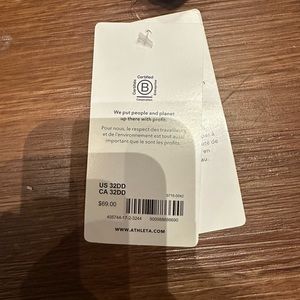 Certified
B
Corporation
We put people and planet
up there with profit.
Pour nous, le respect des travailleurs
et de l'environnement est tout aussi
important que le sont les profits.
US 32DD
CA 32DD
$69.00
WWW.ATHLETA.COM